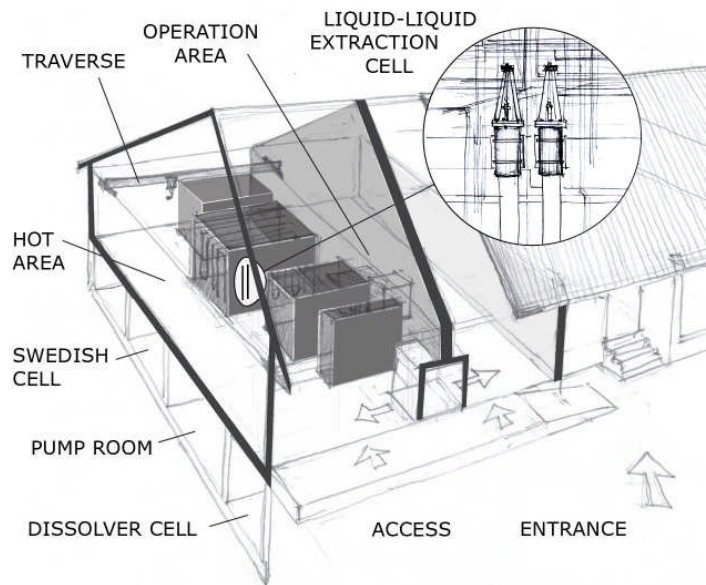 LIQUID-LIQUID
EXTRACTION
CELL
OPERATION
AREA
TRAVERSE
HOT
AREA
SWEDISH
CELL
PUMP ROOM
DISSOLVER CELL
ACCESS
ENTRANCE